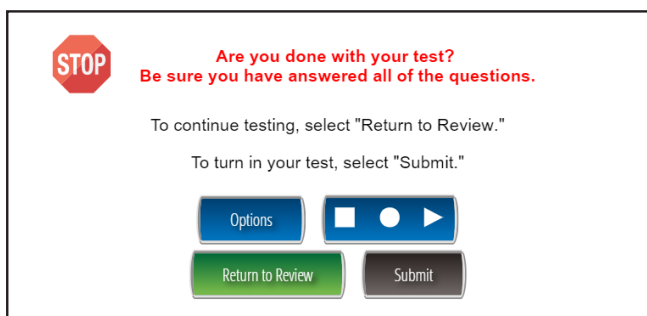 STOP
Are you done with your test?
Be sure you have answered all of the questions.
To continue testing, select "Return to Review."
To turn in your test, select "Submit."
Options
Return to Review
Submit